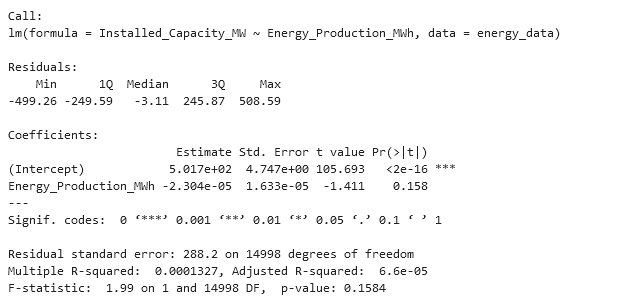 Call:
lm(formula = Installed_Capacity_MW ~ Energy_Production_MWh, data = energy_data)
Residuals:
Min 1Q Median 3Q Max
-499.26 -249.59 -3.11 245.87 508.59
Coefficients:
Estimate Std. Error t value Pr(>|t|)
(Intercept) 5.017e+02 4.747e+00 105.693 <2e-16 ***
Energy_Production_MWh -2.304e-05 1.633e-05 -1.411 0.158
---
Signif. codes: 0 ‘***’ 0.001 ‘**’ 0.01 ‘*’ 0.05 ‘.’ 0.1 ‘ ’ 1
Residual standard error: 288.2 on 14998 degrees of freedom
Multiple R-squared: 0.0001327, Adjusted R-squared: 6.6e-05
F-statistic: 1.99 on 1 and 14998 DF, p-value: 0.1584